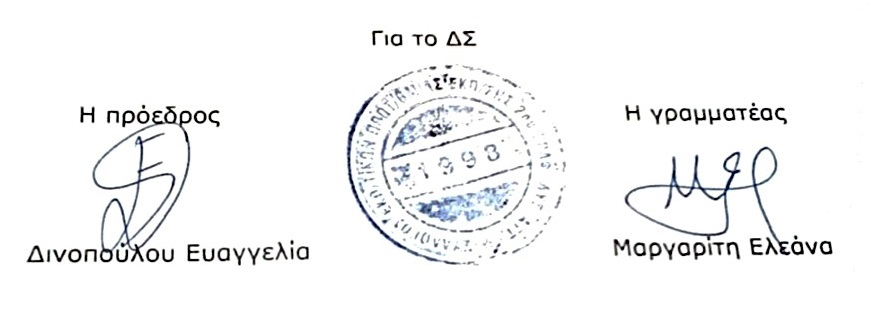 Για το ΔΣ
Η πρόεδρος
Δινοπούλου Ευαγγελία
1998
Η γραμματέας
Μαργαρίτη Ελεάνα